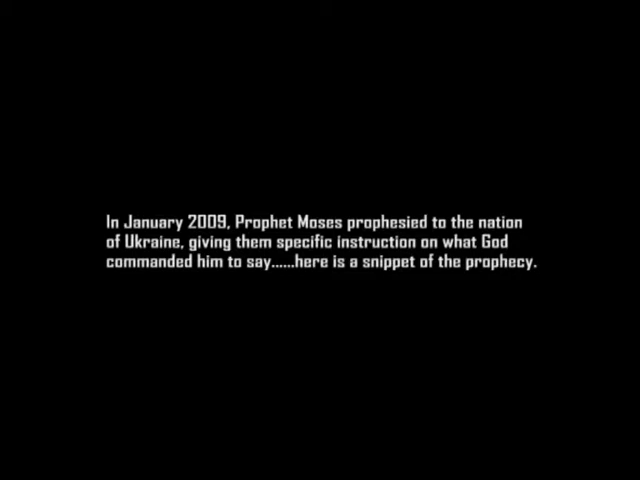 In January 2009, Prophet Moses prophesied to the nation
of Ukraine, giving them specific instruction on what God
commanded him to say......here is a snippet of the prophecy.